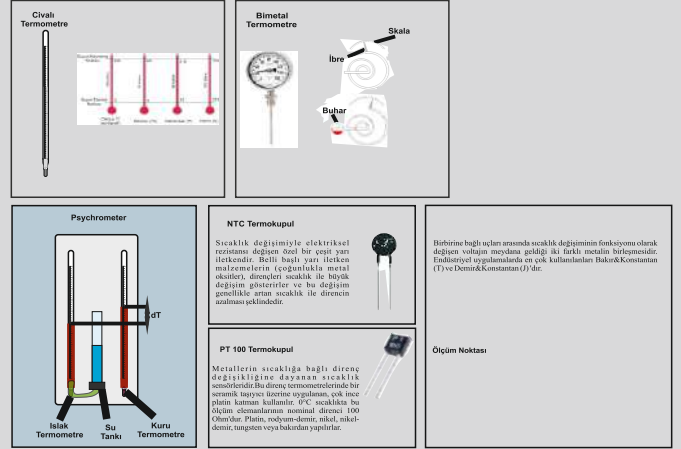 Civalı
Termometre
Bimetal
Termometre
Skala
İbre
Buhar
Psychrometer
dT
Islak
Termometre
Su
Tankı
Kuru
Termometre
NTC Termokupul
Sıcaklık değişimiyle elektriksel
rezistansı değişen özel bir çeşit yarı
iletkendir. Belli başlı yarı iletken
malzemelerin (çoğunlukla metal
oksitler), dirençleri sıcaklık ile büyük
değişim gösterirler ve bu değişim
genellikle artan sıcaklık ile direncin
azalması şeklindedir.
PT 100 Termokupul
Metallerin sıcaklığa bağlı direnç
değişikliğine dayanan sıcaklık
sensörleridir.Bu direnç termometrelerinde bir
seramik taşıyıcı üzerine uygulanan, çok ince
platin katman kullanılır. 0°C sıcaklıkta bu
ölçüm elemanlarının nominal direnci 100
Ohm'dur. Platin, rodyum-demir, nikel, nikel-
demir, tungsten veya bakırdan yapılırlar.
Birbirine bağlı uçları arasında sıcaklık değişiminin fonksiyonu olarak
değişen voltajın meydana geldiği iki farklı metalin birleşmesidir.
Endüstriyel uygulamalarda en çok kullanılanları Bakır&Konstantan
(T) ve Demir&Konstantan (J)'dır.
Ölçüm Noktası